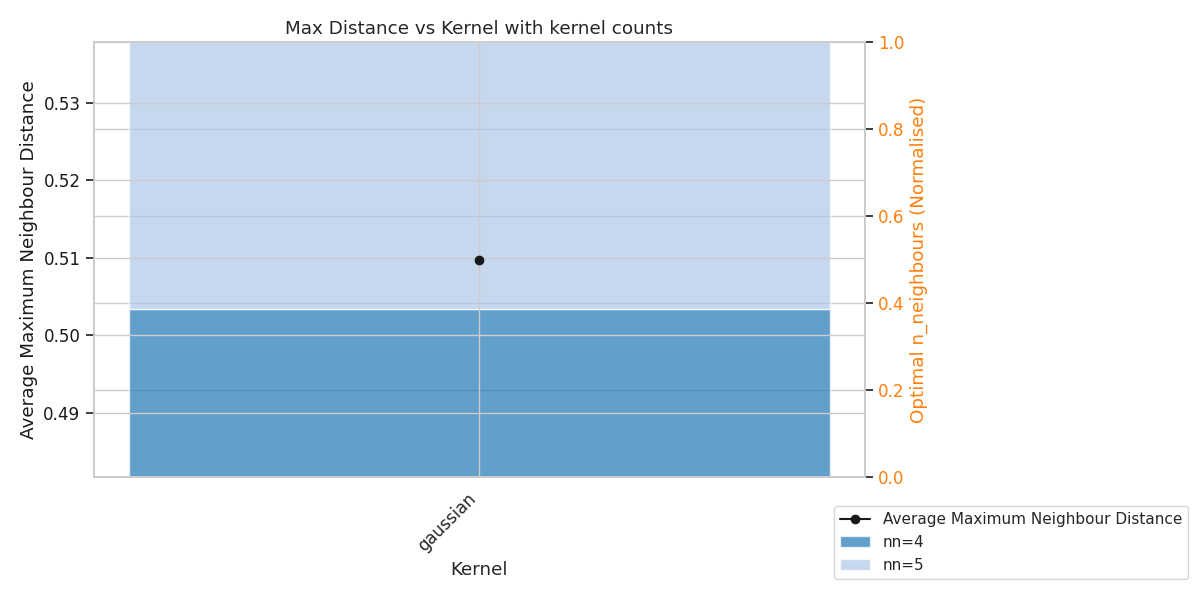 Max Distance vs Kernel with kernel counts
Average Maximum Neighbour Distance
0.53
0.52
0.51
0.50
0.49
1.0
0.8
0.6
0.4
0.2
0.0
Optimal n_neighbours (Normalised)
gaussian
Kernel
Average Maximum Neighbour Distance
nn=4
nn=5